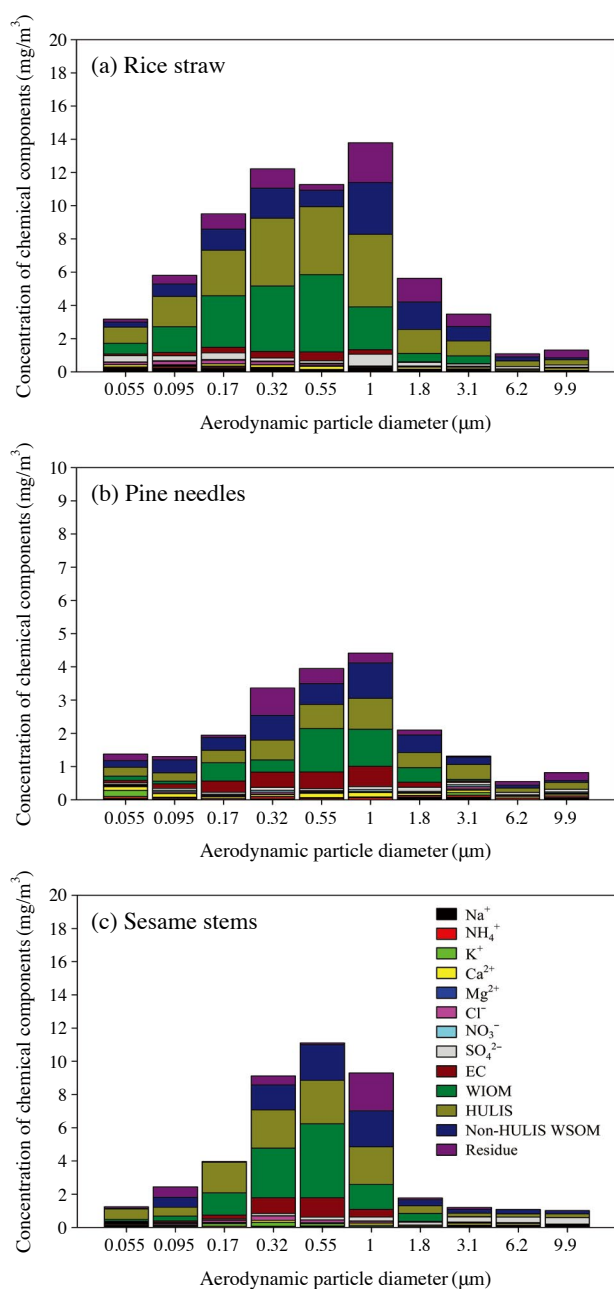 20
18
16
14
12
10
8
6
4
2
0
Concentration of chemical components (mg/m³)
(a) Rice straw
0.055 0.095 0.17 0.32 0.55 1 1.8 3.1 6.2 9.9
Aerodynamic particle diameter (μm)
10
9
8
7
6
5
4
3
2
1
0
Concentration of chemical components (mg/m³)
(b) Pine needles
0.055 0.095 0.17 0.32 0.55 1 1.8 3.1 6.2 9.9
Aerodynamic particle diameter (μm)
20
18
16
14
12
10
8
6
4
2
0
Concentration of chemical components (mg/m³)
(c) Sesame stems
Na⁺
NH₄⁺
K⁺
Ca²⁺
Mg²⁺
Cl⁻
NO₃⁻
SO₄²⁻
EC
WIOM
HULIS
Non-HULIS WSOM
Residue
0.055 0.095 0.17 0.32 0.55 1 1.8 3.1 6.2 9.9
Aerodynamic particle diameter (μm)